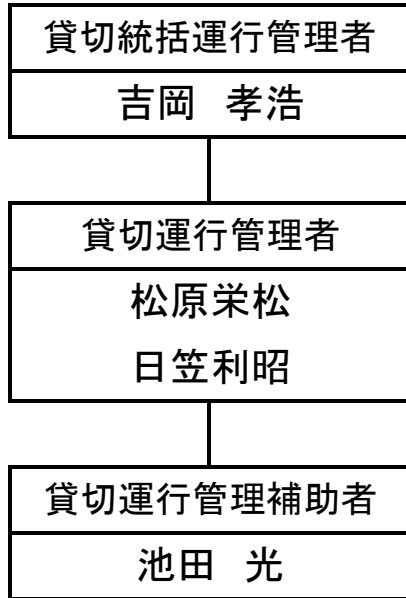 貸切統括運行管理者
吉岡　孝浩
貸切運行管理者
松原栄松
日笠利昭
貸切運行管理補助者
池田　光